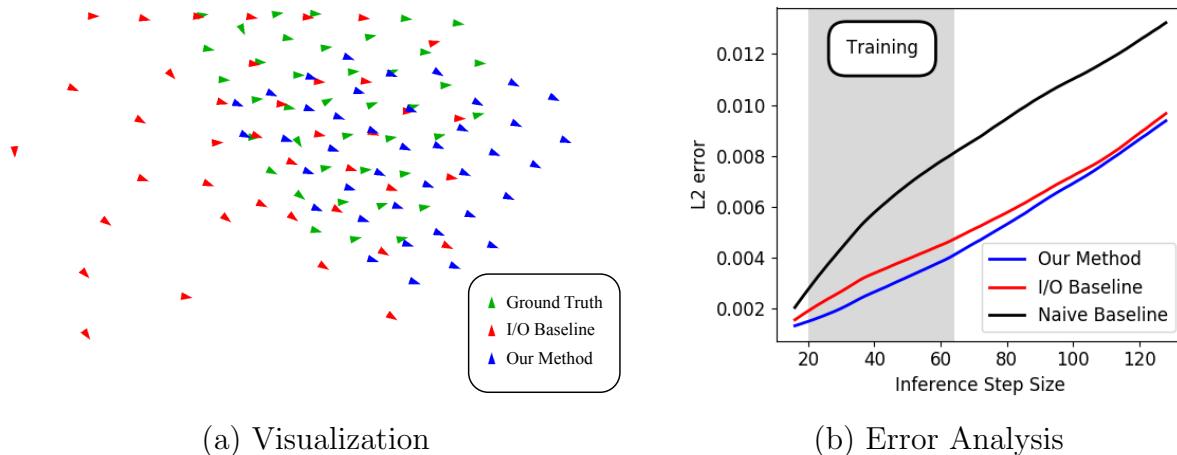 Ground Truth
I/O Baseline
Our Method
(a) Visualization
0.012
0.010
0.008
0.006
0.004
0.002
L2 error
Training
Our Method
I/O Baseline
Naive Baseline
20 40 60 80 100 120
Inference Step Size
(b) Error Analysis